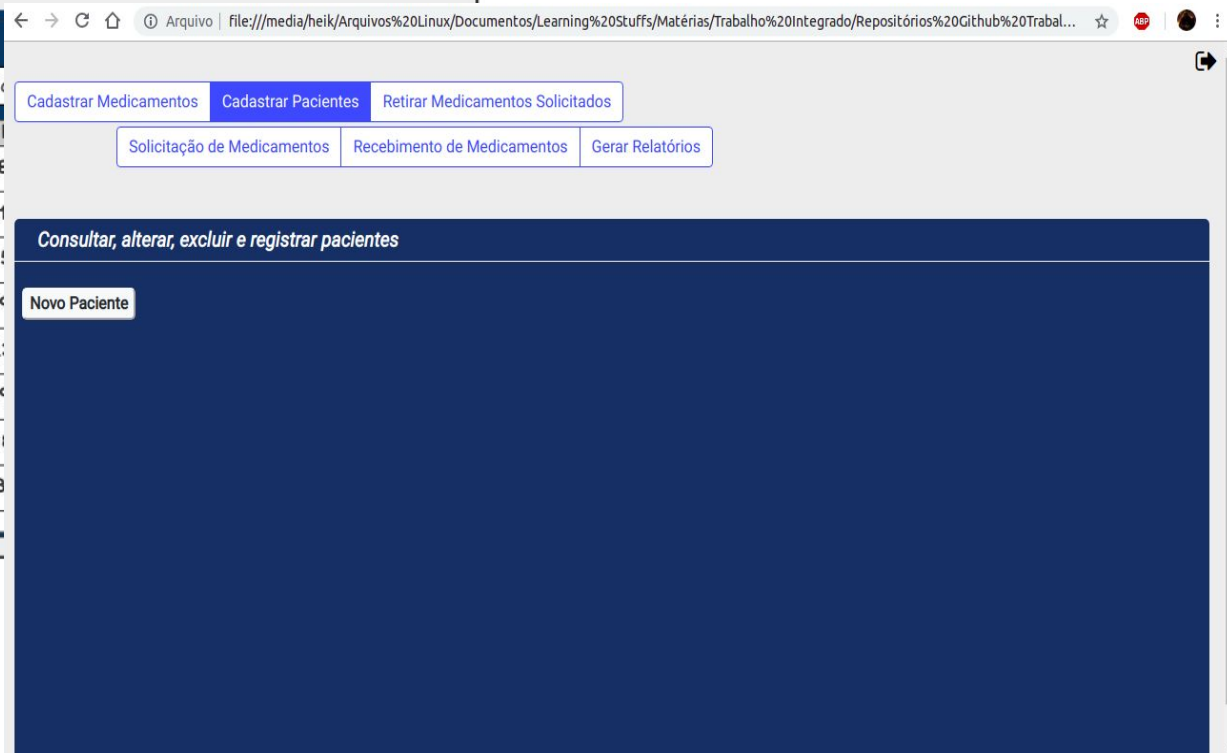 Arquivo file:///media/heik/Arquivos%20Linux/Documentos/Learning%20Stuffs/Matérias/Trabalho%20Integrado/Repositórios%20Github%20Trabal...
ABP
Cadastrar Medicamentos Cadastrar Pacientes Retirar Medicamentos Solicitados
Solicitação de Medicamentos Recebimento de Medicamentos Gerar Relatórios
Consultar, alterar, excluir e registrar pacientes
Novo Paciente